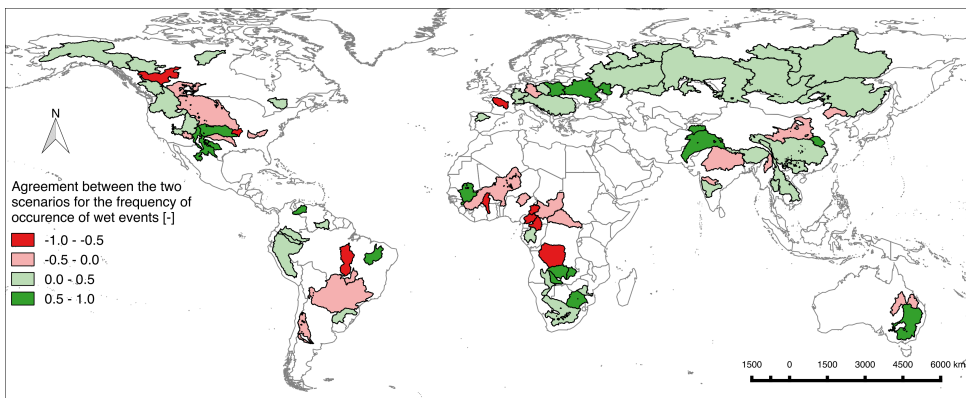 N
Agreement between the two
scenarios for the frequency of
occurence of wet events [-]
-1.0 - -0.5
-0.5 - 0.0
0.0 - 0.5
0.5 - 1.0
1500 0 1500 3000 4500 6000 km